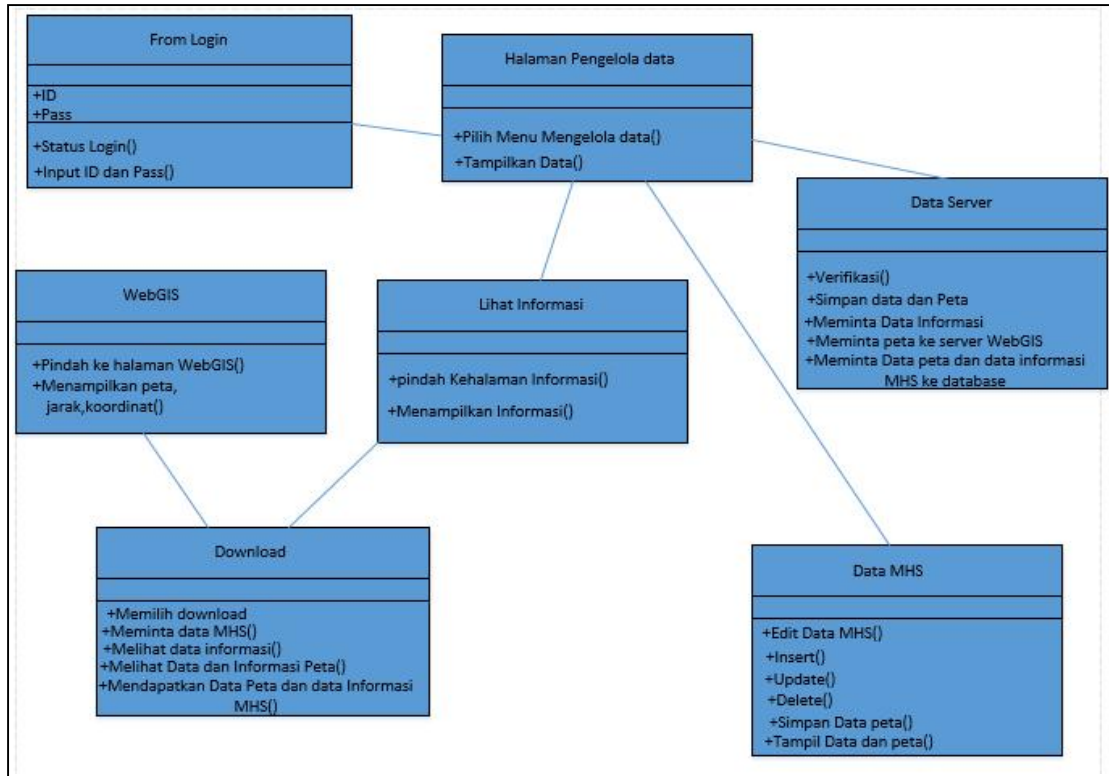 From Login
+ID
+Pass
+Status Login()
+Input ID dan Pass()
Halaman Pengelola data
+Pilih Menu Mengelola data()
+Tampilkan Data()
Data Server
+Verifikasi()
+Simpan data dan Peta
+Meminta Data Informasi
+Meminta peta ke server WebGIS
+Meminta Data peta dan data informasi
MHS ke database
WebGIS
+Pindah ke halaman WebGIS()
+Menampilkan peta,
jarak,koordinat()
Lihat Informasi
+pindah Kehalaman Informasi()
+Menampilkan Informasi()
Download
+Memilih download
+Meminta data MHS()
+Melihat data informasi()
+Melihat Data dan Informasi Peta()
+Mendapatkan Data Peta dan data Informasi
MHS()
Data MHS
+Edit Data MHS()
+Insert()
+Update()
+Delete()
+Simpan Data peta()
+Tampil Data dan peta()